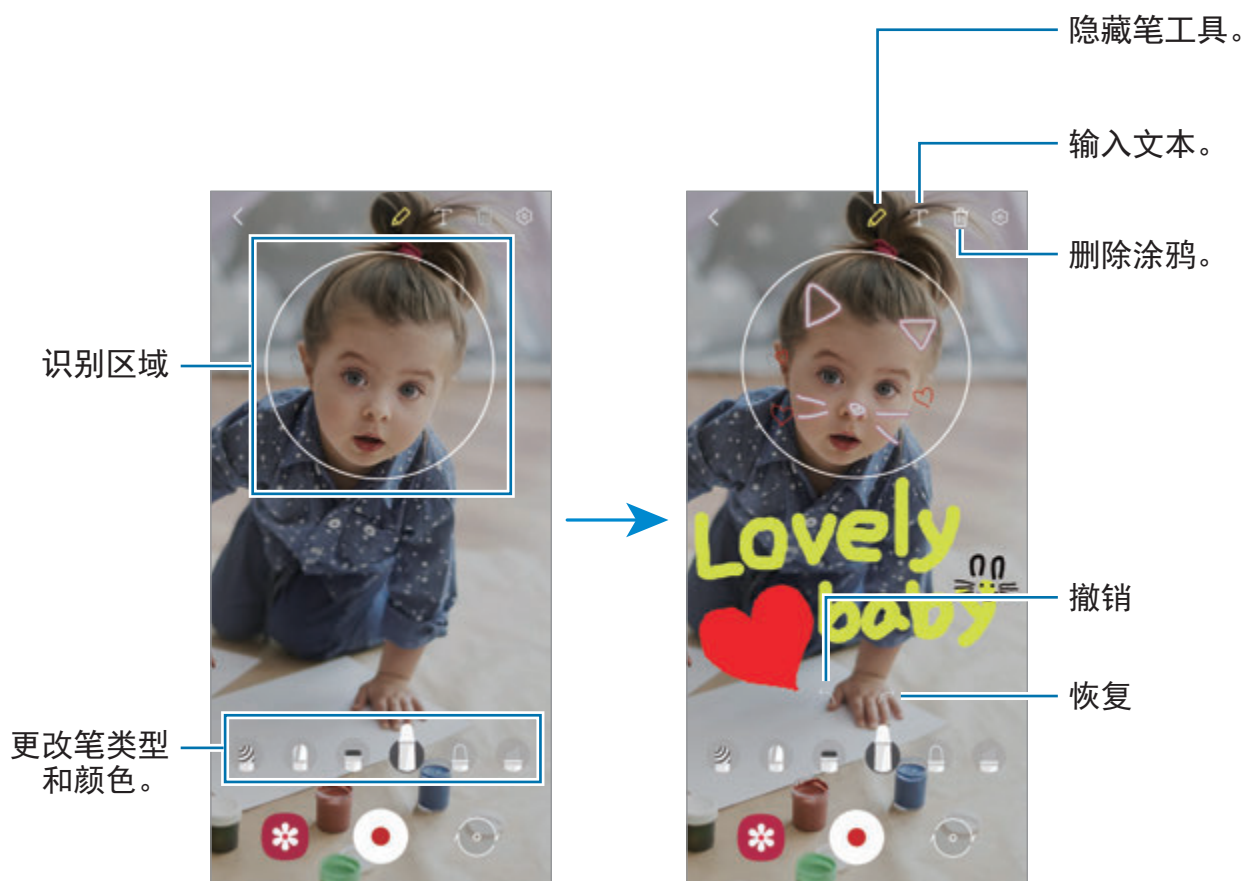 隐藏笔工具。
输入文本。
删除涂鸦。
识别区域
Lovely
baby
撤销
恢复
更改笔类型
和颜色。